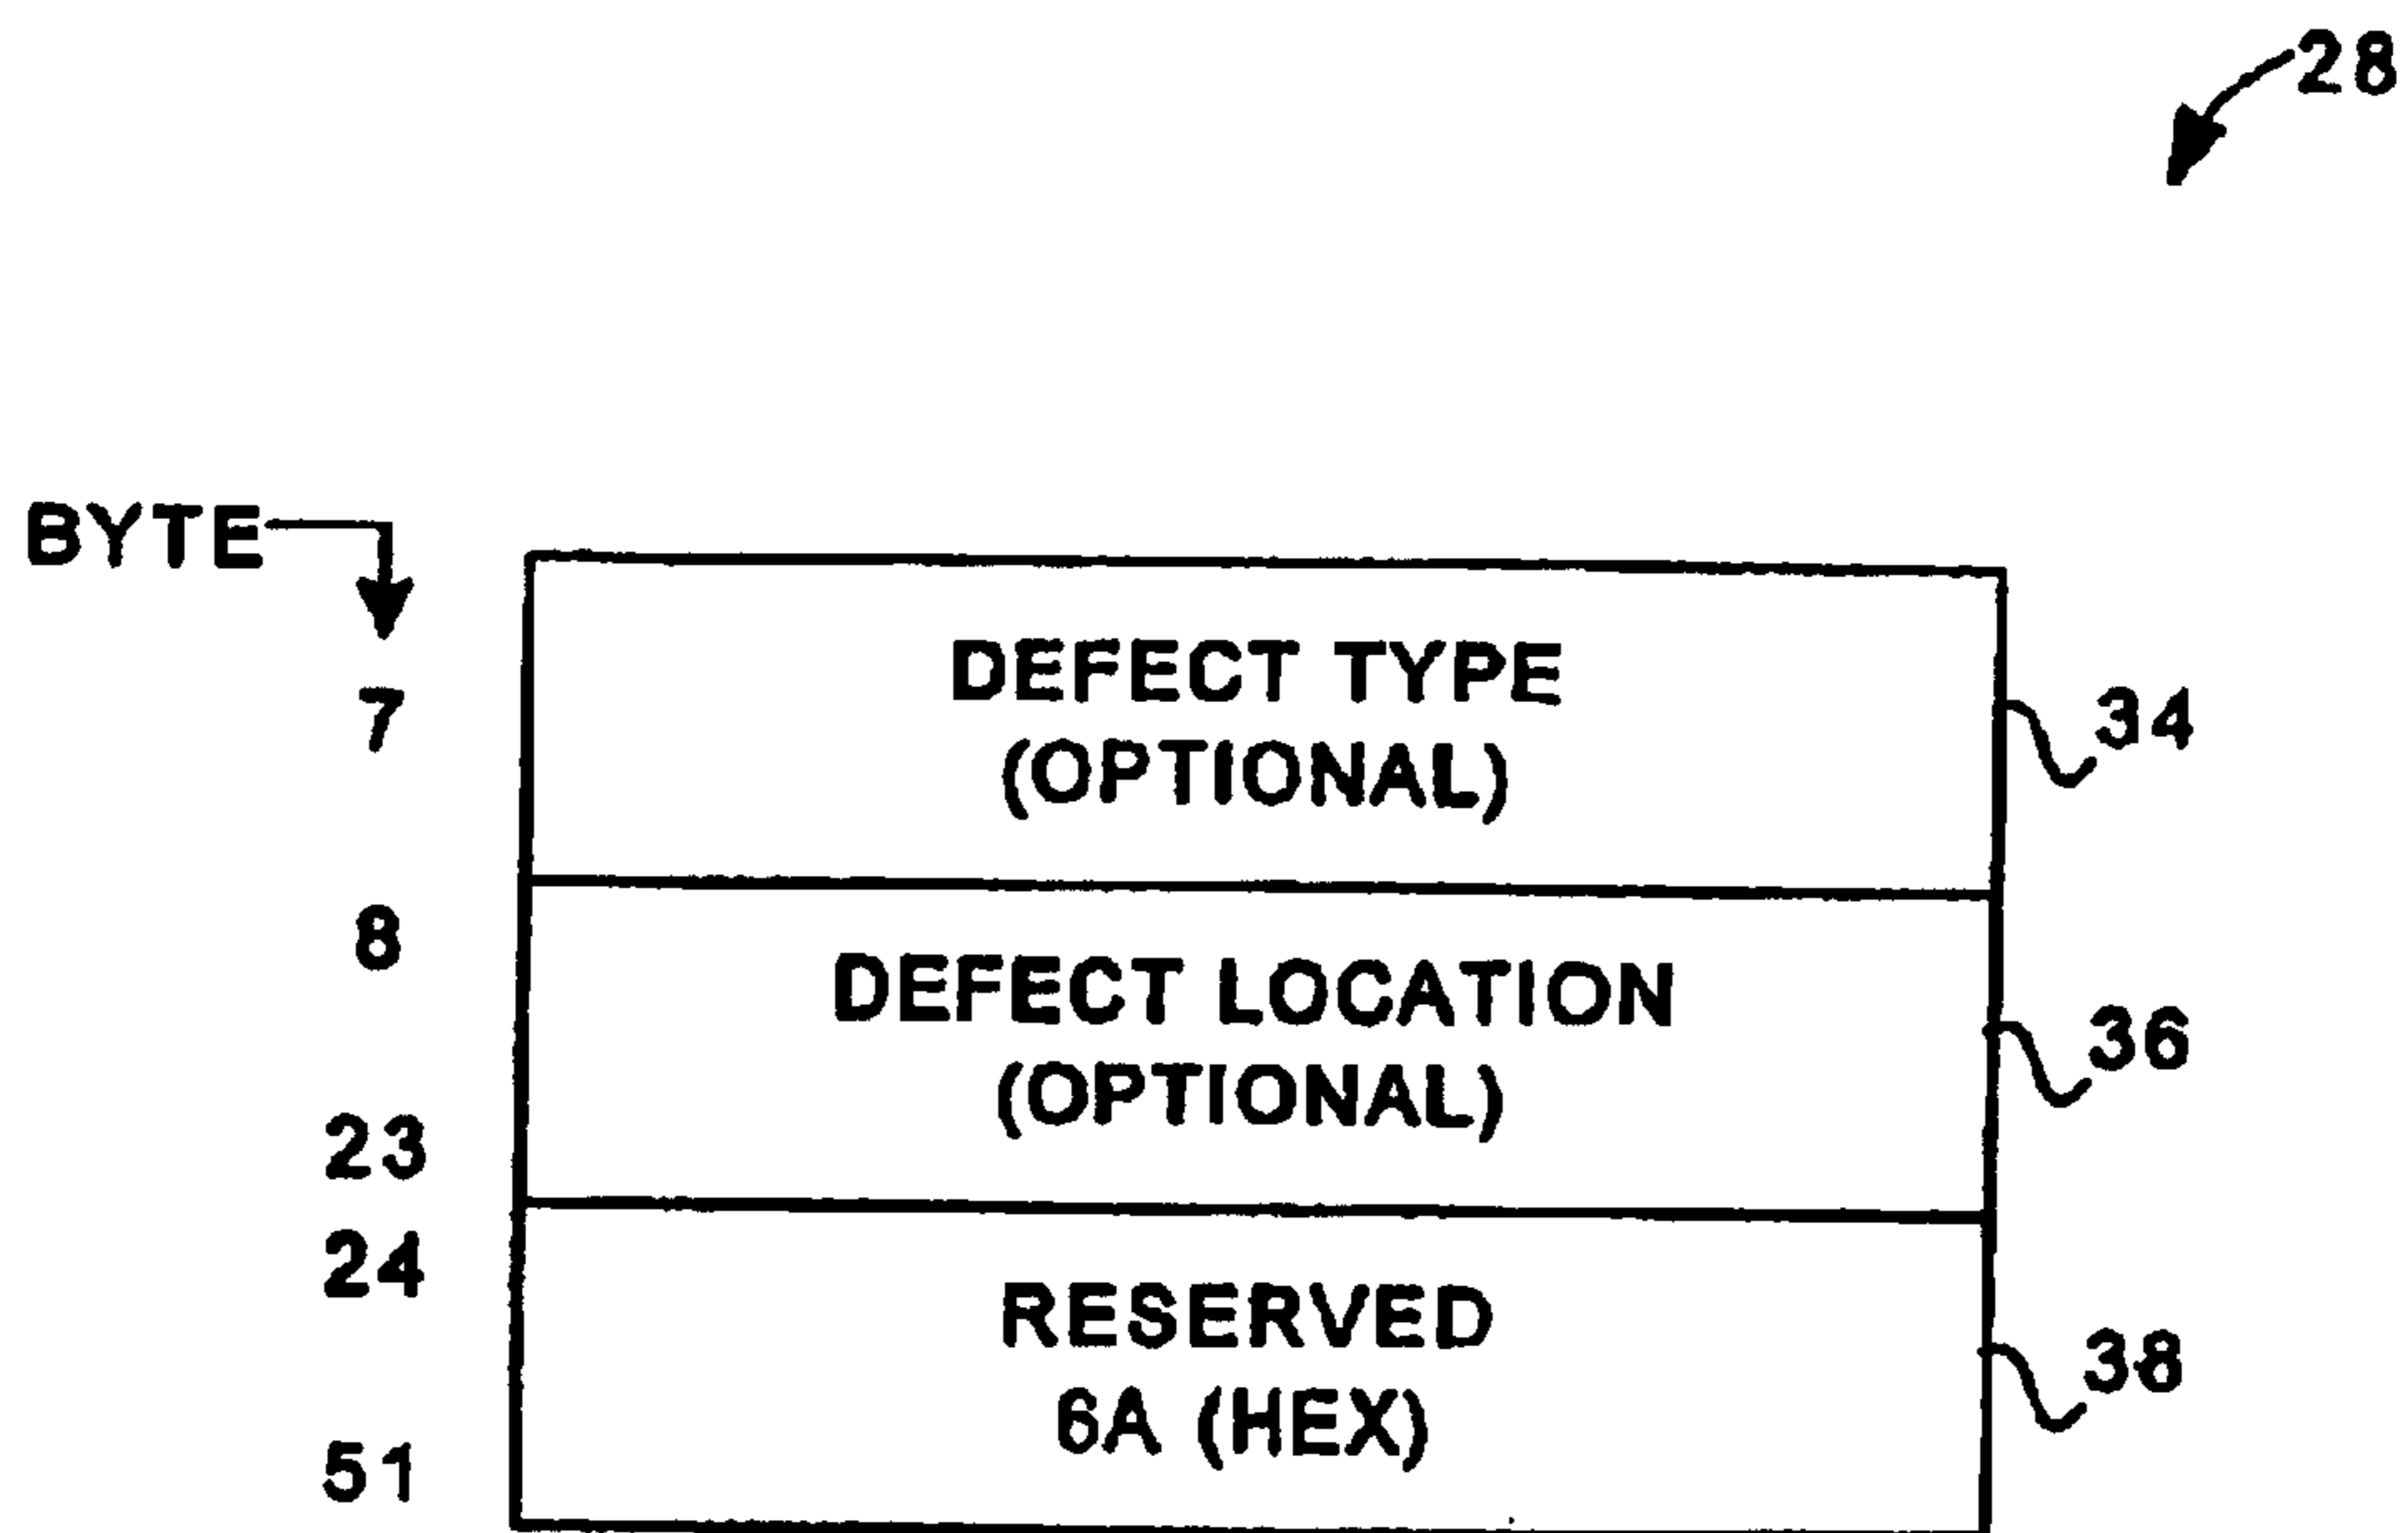 28
BYTE
7
DEFECT TYPE
(OPTIONAL)
34
8
DEFECT LOCATION
(OPTIONAL)
36
23
24
RESERVED
6A (HEX)
38
51